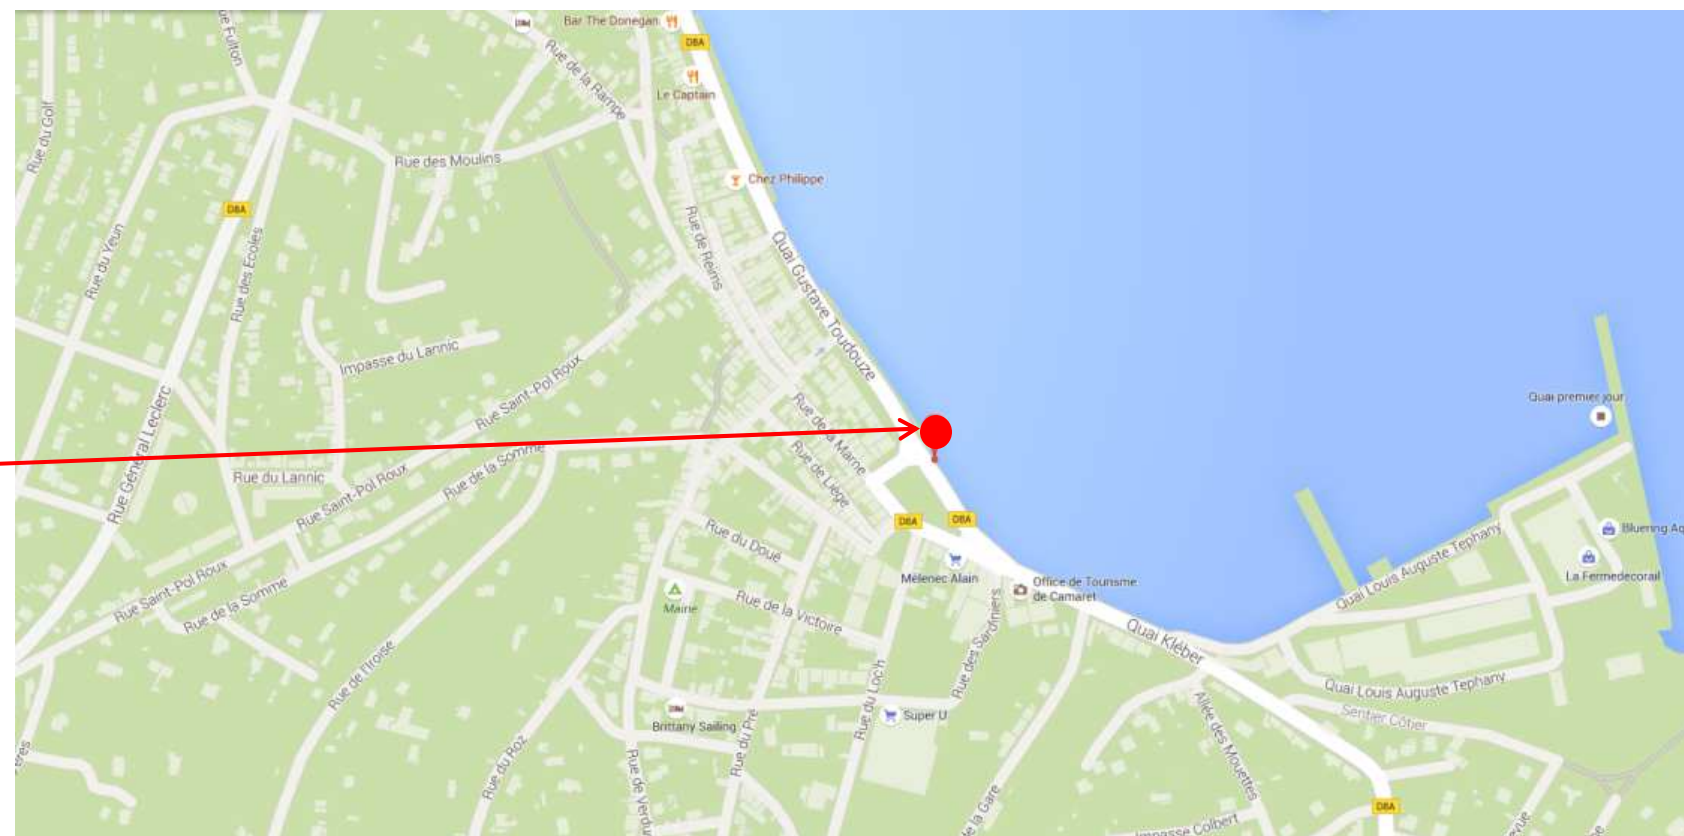 Bar The Donegan
D8A
Rue Fulton
Rue de la Rampe
Le Captain
Rue du Golf
Rue des Moulins
Chez Philippe
D8A
Rue de Reims
Rue du Yeun
Rue des Ecoles
Quai Gustave Toudouze
Impasse du Lannic
Rue Saint-Pol Roux
Quai premier jour
Rue Général Leclerc
Rue de la Marne
Rue de la Somme
Rue de Liège
Rue du Lannic
Rue Saint-Pol Roux
D8A
D8A
Rue du Doué
Quai Louis Auguste Tephany
Bluering Aq
La Fermedecorail
Mélenec Alain
Office de Tourisme
de Camaret
Rue Saint-Pol Roux
Rue de la Somme
Mairie
Rue de la Victoire
Rue des Sardiniers
Quai Kléber
Rue de l'Iroise
Quai Louis Auguste Tephany
Sentier Côtier
Rue du Loc'h
Super U
Brittany Sailing
Rue du Pré
Allée des Mouettes
Rue du Roz
Rue de Verdu
de la Gare
D8A
Impasse Colbert